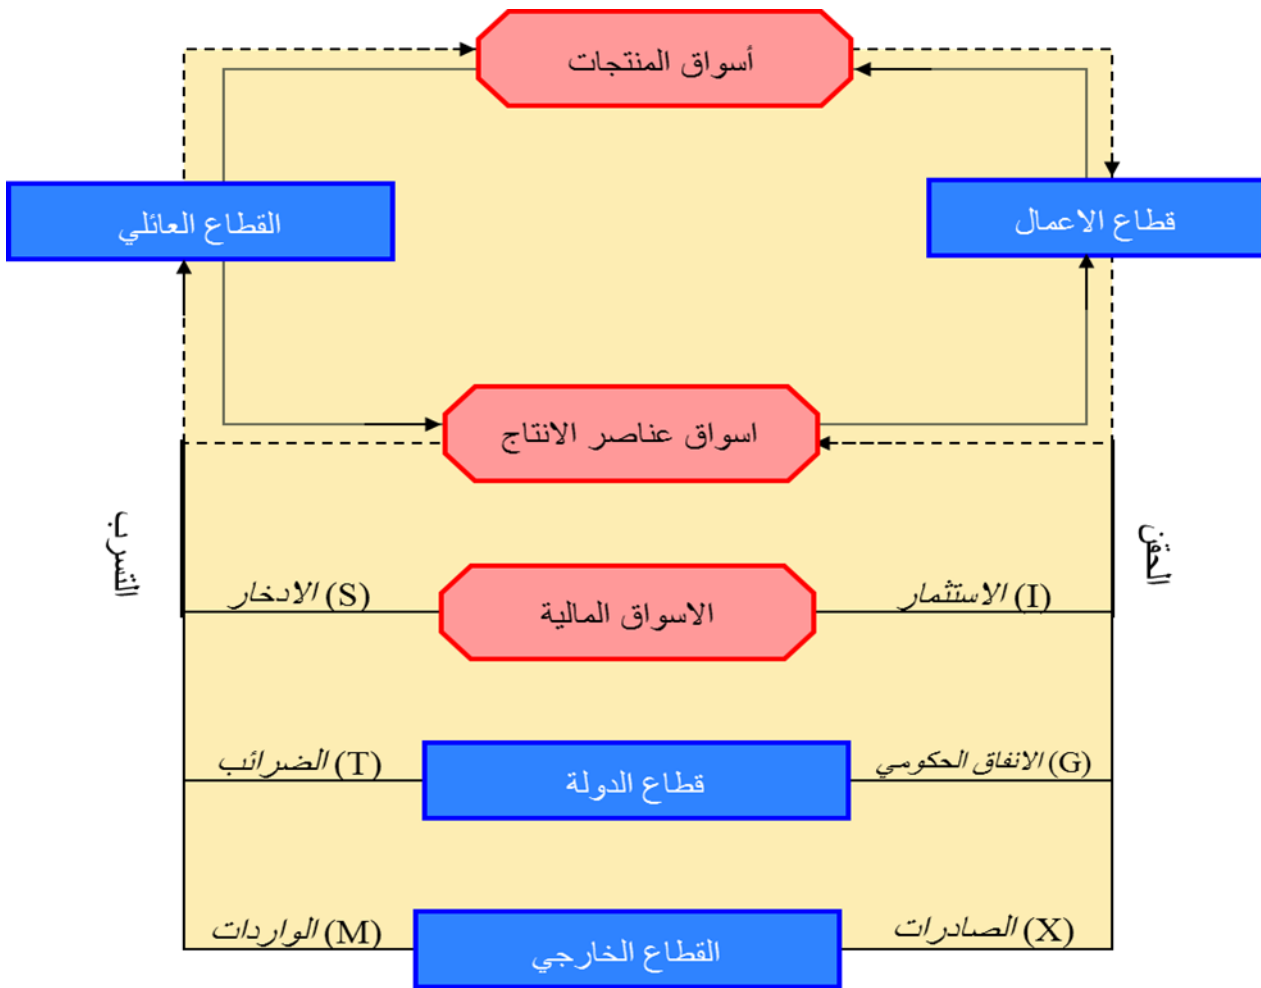 أسواق المنتجات
قطاع الاعمال
القطاع العائلي
اسواق عناصر الانتاج
الحقن
التسرب
(I) الاستثمار
الاسواق المالية
(S) الادخار
(G) الانفاق الحكومي
قطاع الدولة
(T) الضرائب
(X) الصادرات
القطاع الخارجي
(M) الواردات